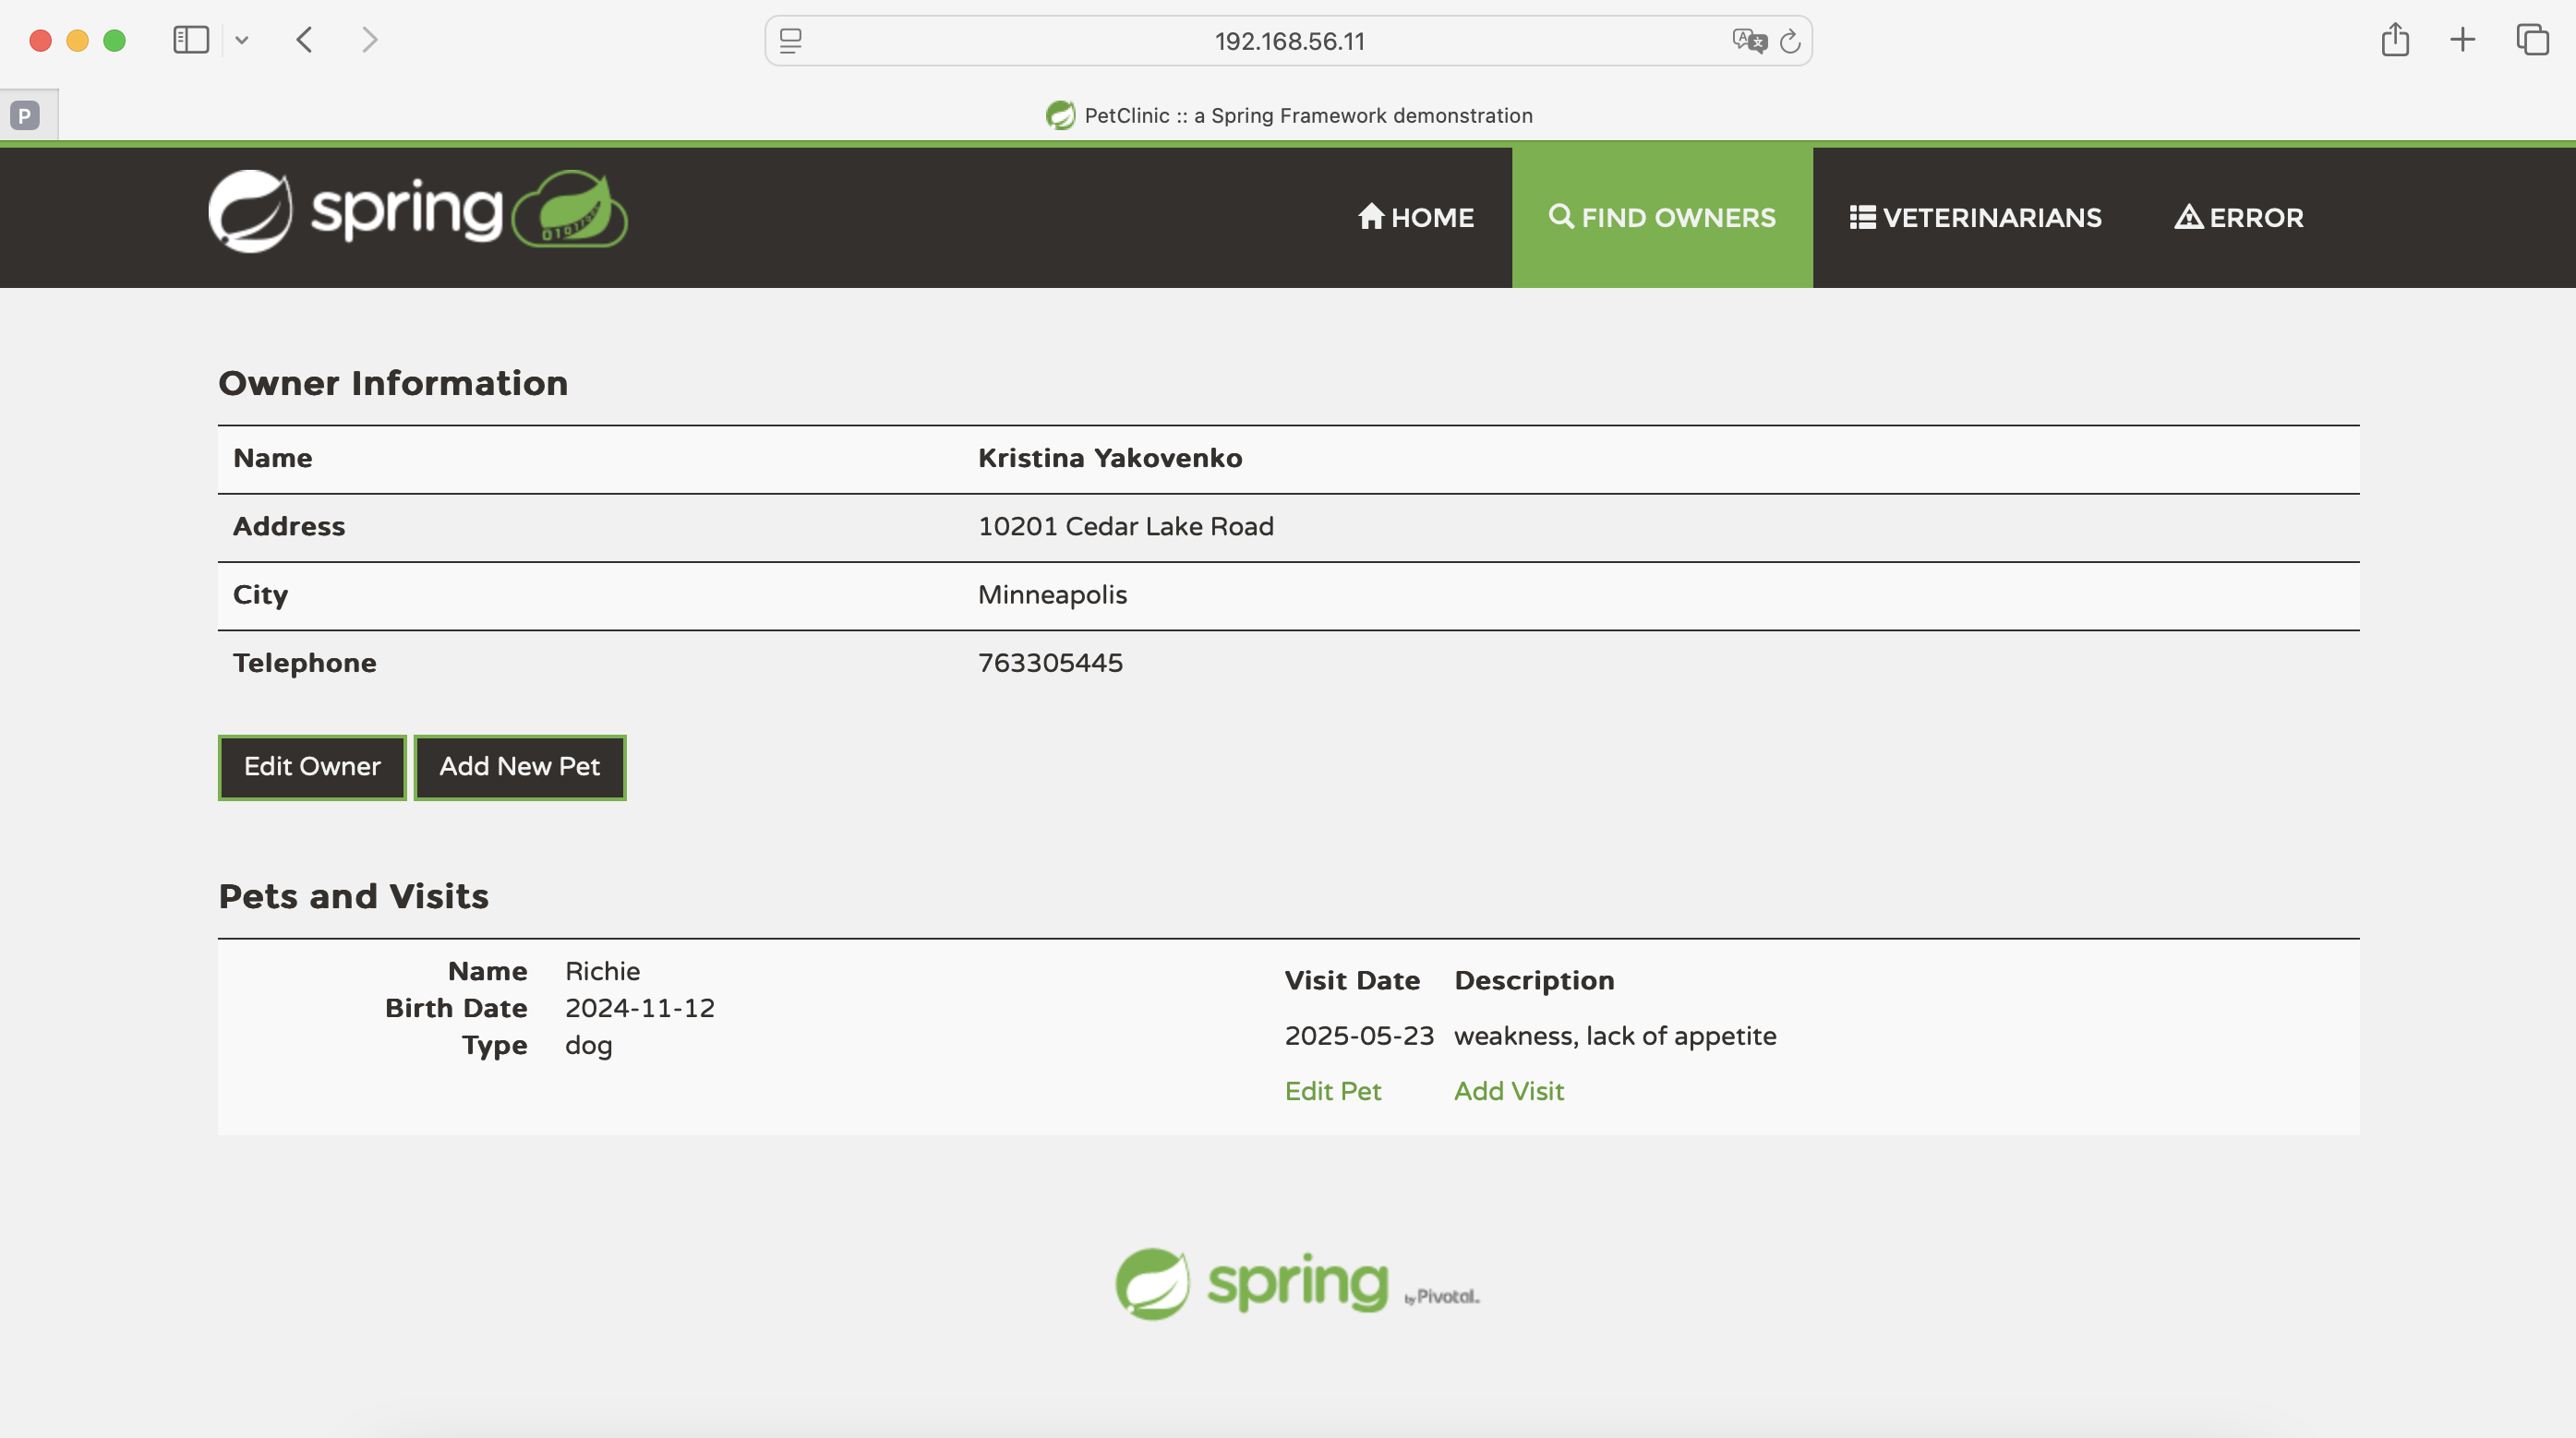 192.168.56.11
P
PetClinic :: a Spring Framework demonstration
spring
HOME
FIND OWNERS
VETERINARIANS
ERROR
Owner Information
Name Kristina Yakovenko
Address 10201 Cedar Lake Road
City Minneapolis
Telephone 763305445
Edit Owner Add New Pet
Pets and Visits
Name Richie
Birth Date 2024-11-12
Type dog
Visit Date Description
2025-05-23 weakness, lack of appetite
Edit Pet Add Visit
spring by Pivotal